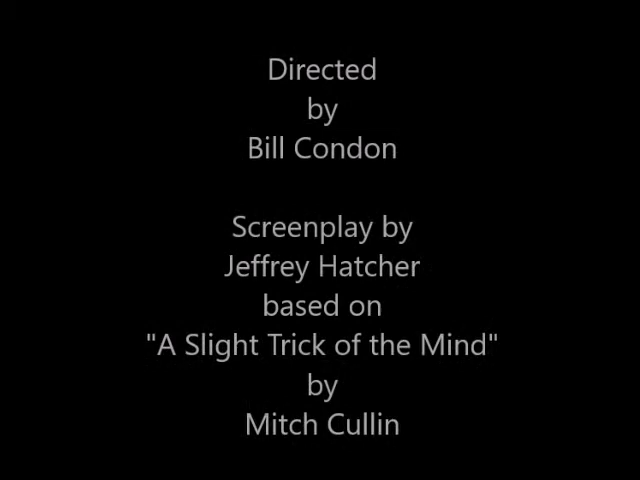 Directed
by
Bill Condon
Screenplay by
Jeffrey Hatcher
based on
"A Slight Trick of the Mind"
by
Mitch Cullin